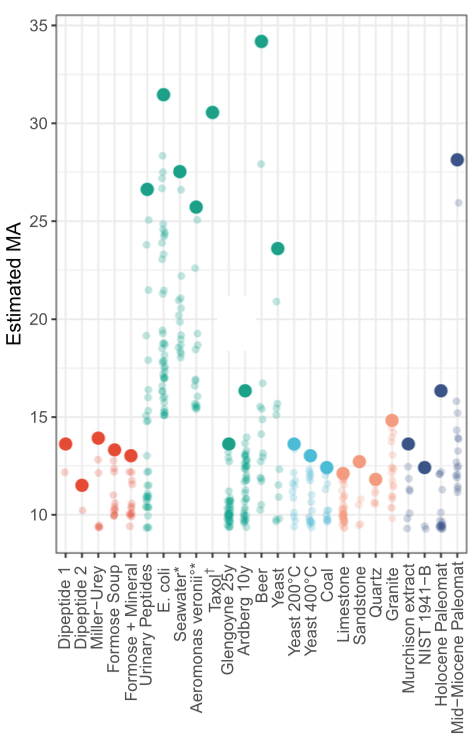 Estimated MA
35
30
25
20
15
10
Dipeptide 1
Dipeptide 2
Miller−Urey
Formose Soup
Formose + Mineral
Urinary Peptides
E. coli
Seawater*
Aeromonas veronii°*
Taxol†
Glengoyne 25y
Ardberg 10y
Beer
Yeast
Yeast 200°C
Yeast 400°C
Coal
Limestone
Sandstone
Quartz
Granite
Murchison extract
NIST 1941−B
Holocene Paleomat
Mid−Miocene Paleomat